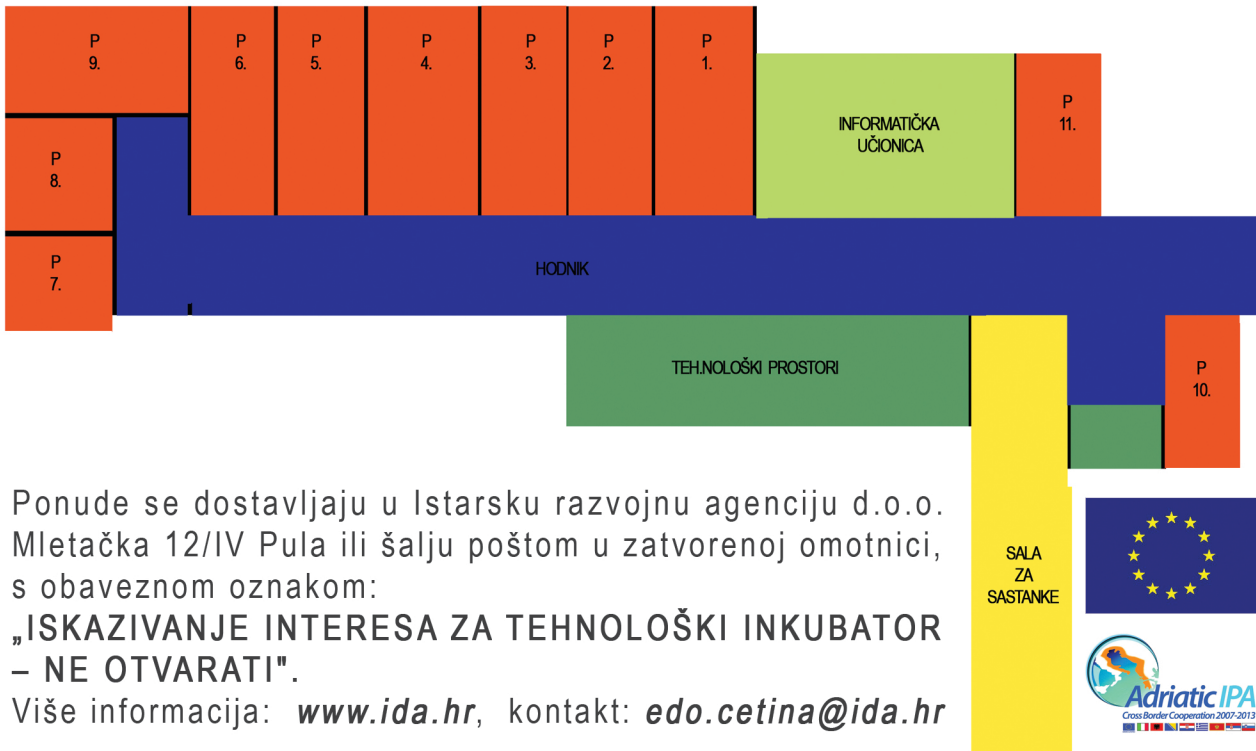 P
9.
P
6.
P
5.
P
4.
P
3.
P
2.
P
1.
INFORMATIČKA
UČIONICA
P
11.
P
8.
P
7.
HODNIK
TEH.NOLOŠKI PROSTORI
P
10.
SALA
ZA
SASTANKE
Ponude se dostavljaju u Istarsku razvojnu agenciju d.o.o.
Mletačka 12/IV Pula ili šalju poštom u zatvorenoj omotnici,
s obaveznom oznakom:
„ISKAZIVANJE INTERESA ZA TEHNOLOŠKI INKUBATOR
– NE OTVARATI".
Više informacija: www.ida.hr, kontakt: edo.cetina@ida.hr
Adriatic IPA
Cross Border Cooperation 2007-2013